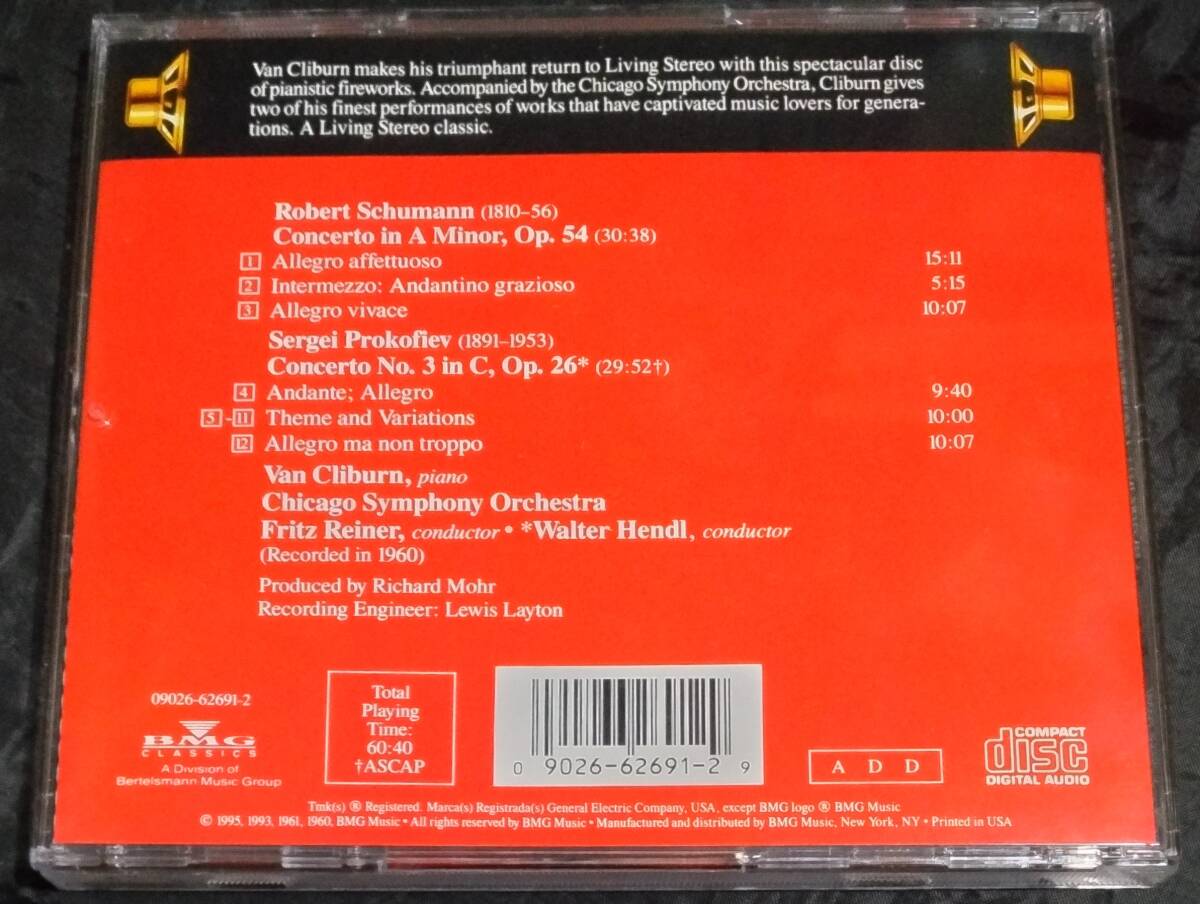 Van Cliburn makes his triumphant return to Living Stereo with this spectacular disc
of pianistic fireworks. Accompanied by the Chicago Symphony Orchestra, Cliburn gives
two of his finest performances of works that have captivated music lovers for genera-
tions. A Living Stereo classic.
Robert Schumann (1810–56)
Concerto in A Minor, Op. 54 (30:38)
1 Allegro affettuoso 15:11
2 Intermezzo: Andantino grazioso 5:15
3 Allegro vivace 10:07
Sergei Prokofiev (1891–1953)
Concerto No. 3 in C, Op. 26* (29:52†)
4 Andante; Allegro 9:40
5-11 Theme and Variations 10:00
12 Allegro ma non troppo 10:07
Van Cliburn, piano
Chicago Symphony Orchestra
Fritz Reiner, conductor • *Walter Hendl, conductor
(Recorded in 1960)
Produced by Richard Mohr
Recording Engineer: Lewis Layton
09026-62691-2
BMG
CLASSICS
A Division of
Bertelsmann Music Group
Total
Playing
Time:
60:40
†ASCAP
0 9026-62691-2 9
A D D
COMPACT
disc
DIGITAL AUDIO
Tmk(s) ® Registered. Marca(s) Registrada(s) General Electric Company, USA, except BMG logo ® BMG Music
© 1995, 1993, 1961, 1960, BMG Music • All rights reserved by BMG Music • Manufactured and distributed by BMG Music, New York, NY • Printed in USA